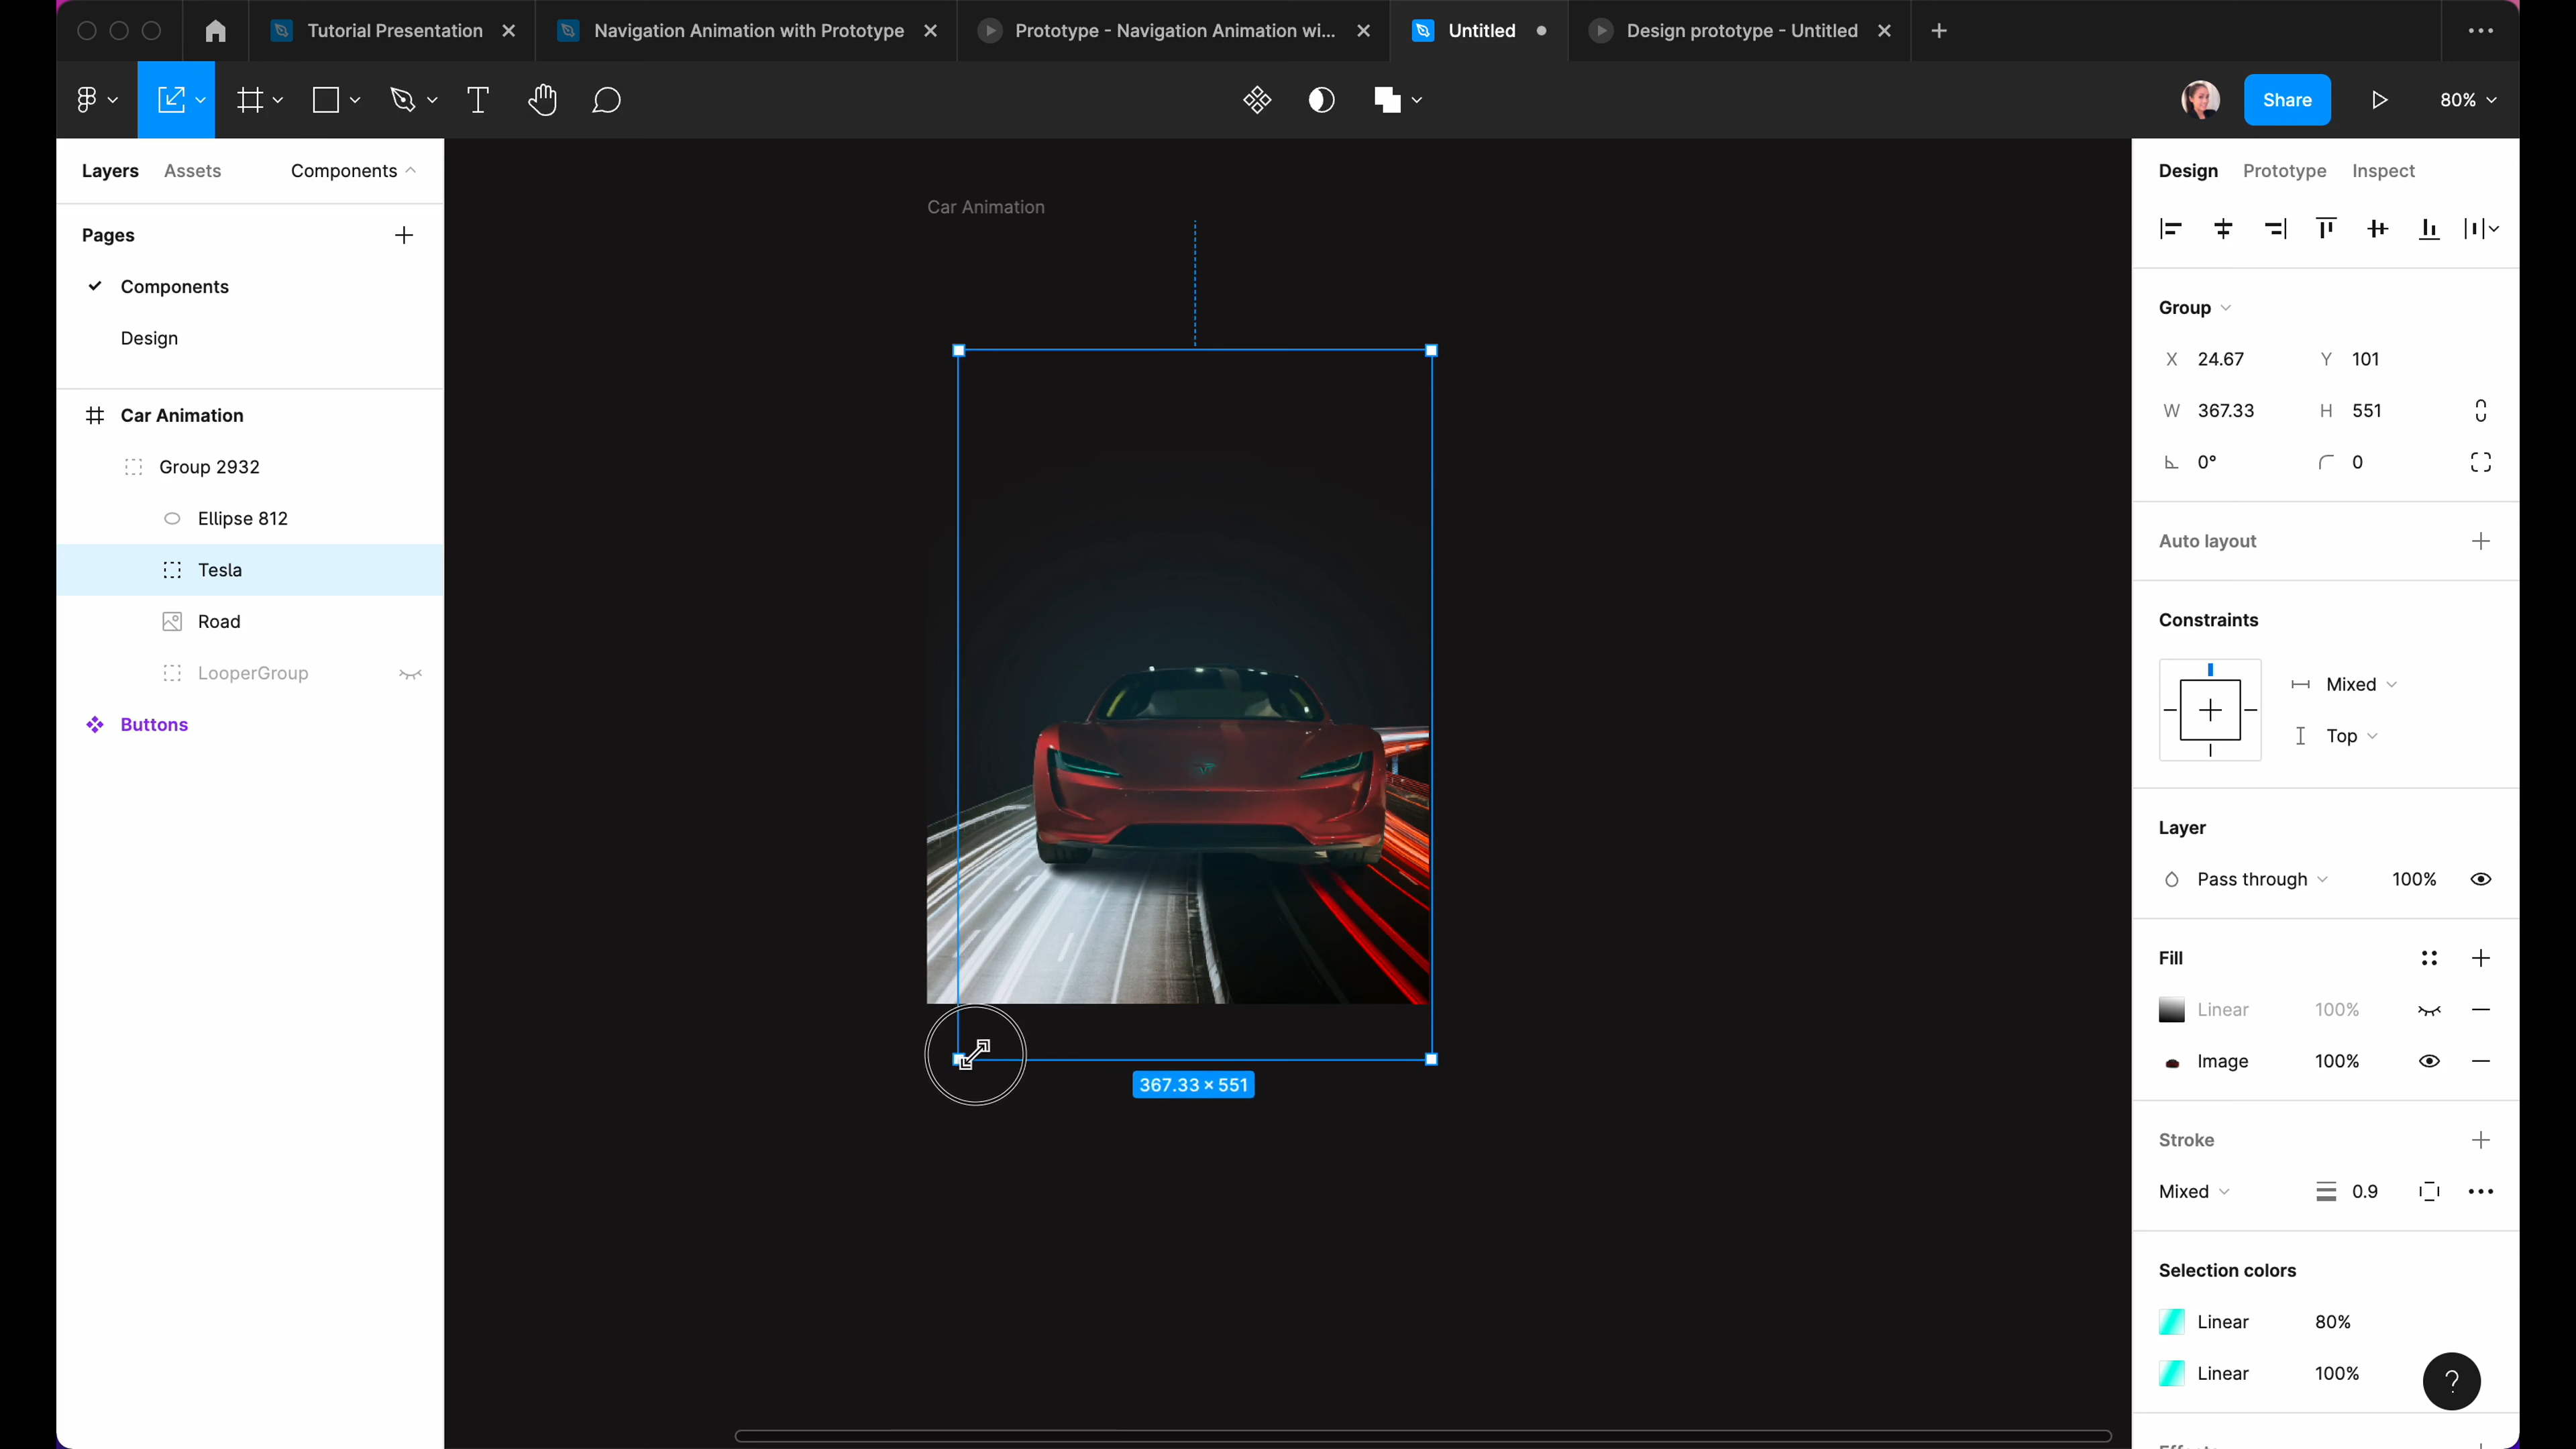 Tutorial Presentation
Navigation Animation with Prototype
Prototype - Navigation Animation wi...
Untitled
Design prototype - Untitled
Share
80%
Layers
Assets
Components
Pages
Components
Design
Car Animation
Group 2932
Ellipse 812
Tesla
Road
LooperGroup
Buttons
Car Animation
367.33 × 551
Design
Prototype
Inspect
Group
X 24.67 Y 101
W 367.33 H 551
0° 0
Auto layout
Constraints
Mixed
Top
Layer
Pass through 100%
Fill
Linear 100%
Image 100%
Stroke
Mixed 0.9
Selection colors
Linear 80%
Linear 100%
?